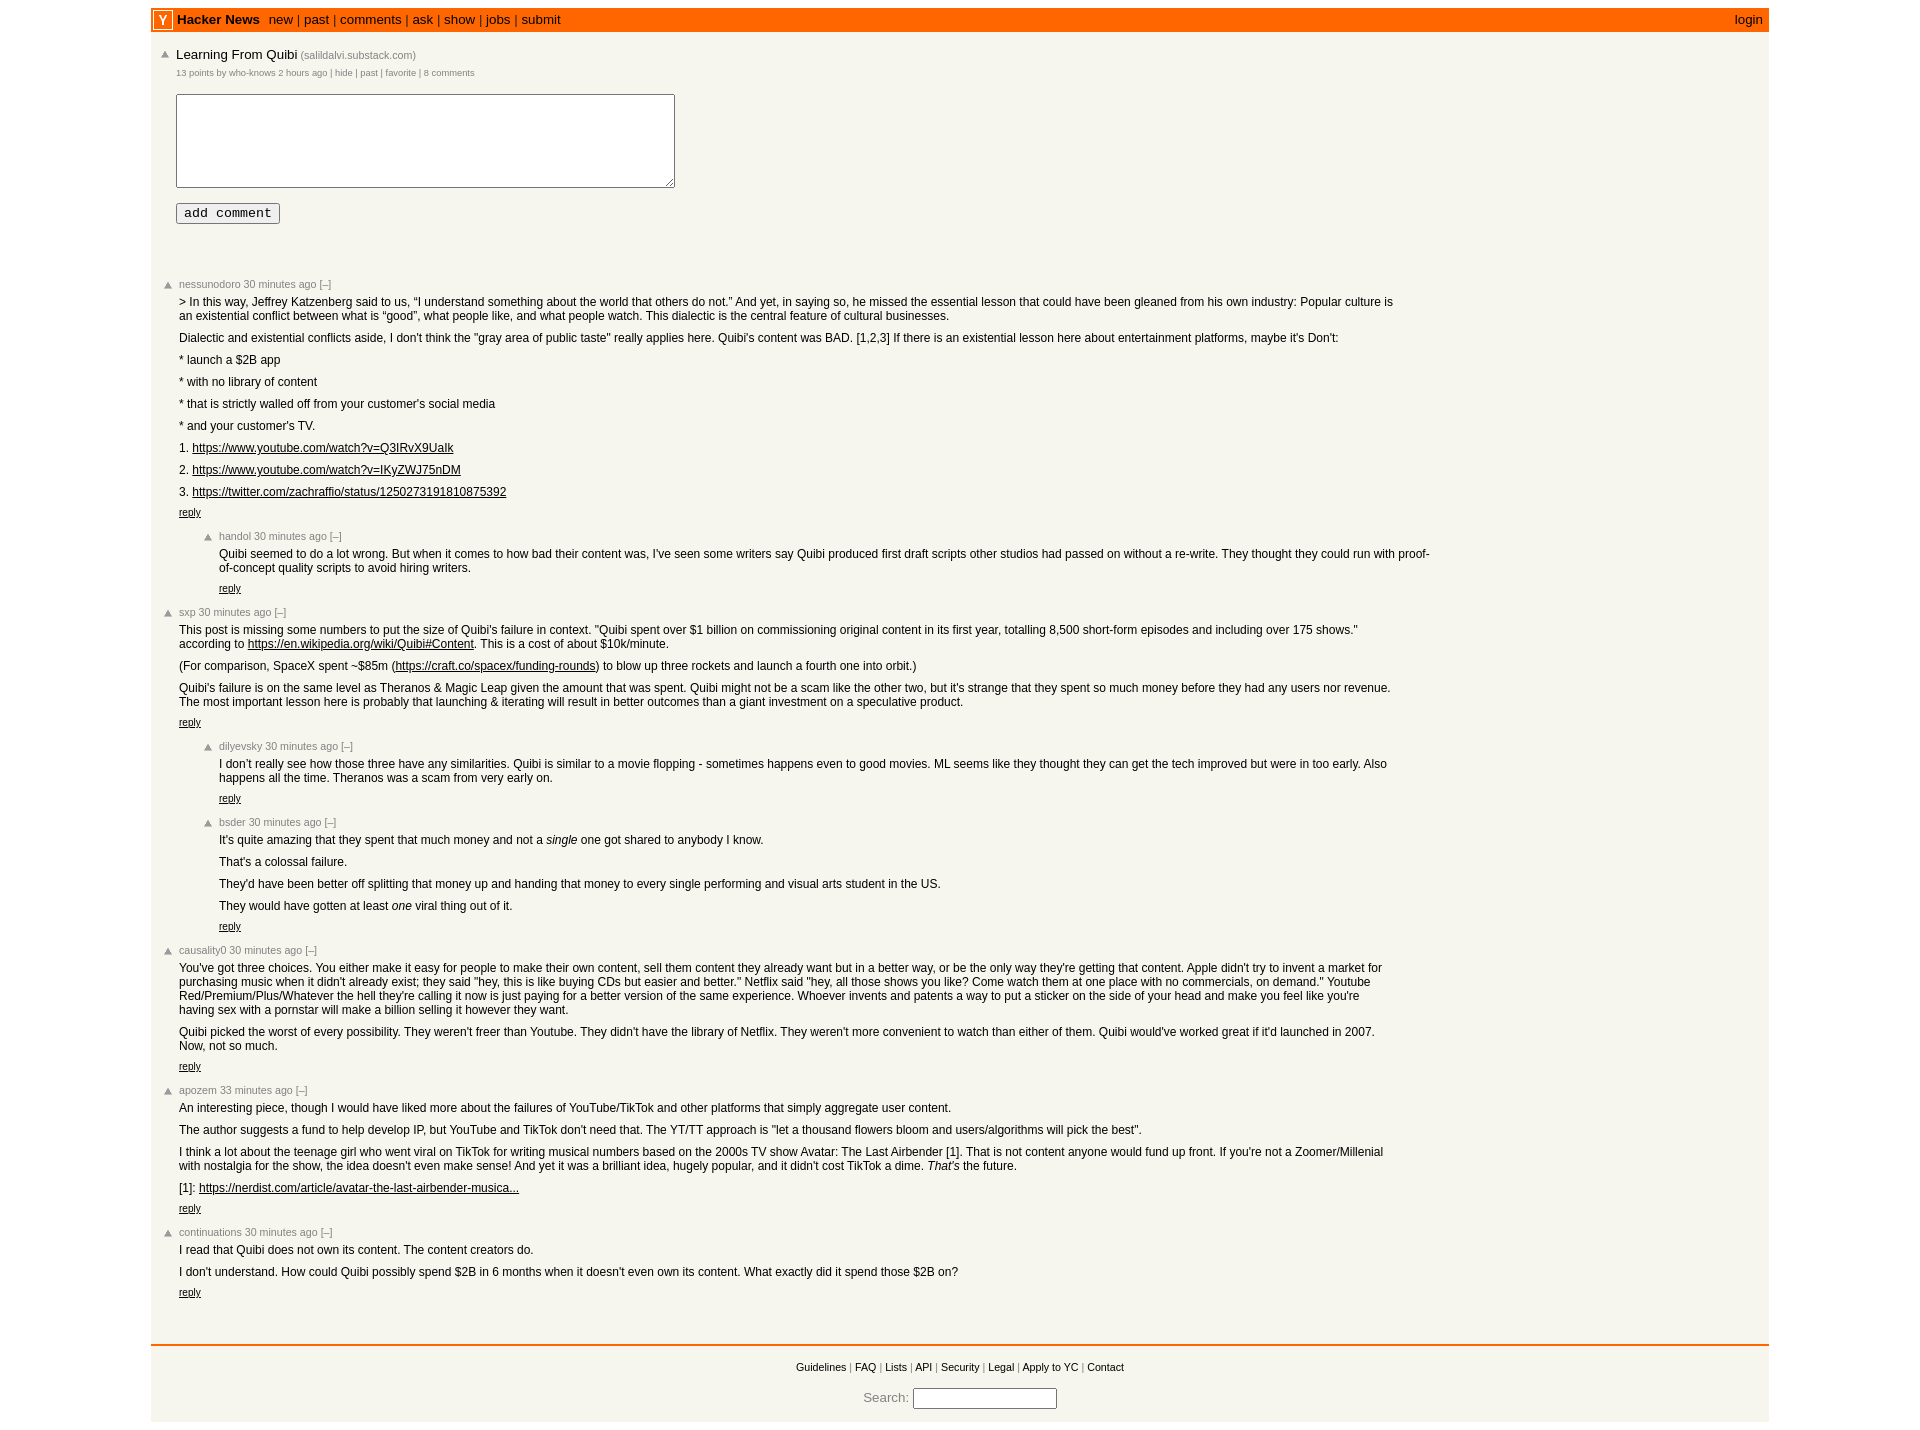 Y Hacker News new | past | comments | ask | show | jobs | submit login
Learning From Quibi (salildalvi.substack.com)
13 points by who-knows 2 hours ago | hide | past | favorite | 8 comments
add comment
nessunodoro 30 minutes ago [–]
> In this way, Jeffrey Katzenberg said to us, “I understand something about the world that others do not.” And yet, in saying so, he missed the essential lesson that could have been gleaned from his own industry: Popular culture is
an existential conflict between what is “good”, what people like, and what people watch. This dialectic is the central feature of cultural businesses.
Dialectic and existential conflicts aside, I don't think the "gray area of public taste" really applies here. Quibi's content was BAD. [1,2,3] If there is an existential lesson here about entertainment platforms, maybe it's Don't:
* launch a $2B app
* with no library of content
* that is strictly walled off from your customer's social media
* and your customer's TV.
1. https://www.youtube.com/watch?v=Q3IRvX9UaIk
2. https://www.youtube.com/watch?v=IKyZWJ75nDM
3. https://twitter.com/zachraffio/status/1250273191810875392
reply
handol 30 minutes ago [–]
Quibi seemed to do a lot wrong. But when it comes to how bad their content was, I've seen some writers say Quibi produced first draft scripts other studios had passed on without a re-write. They thought they could run with proof-
of-concept quality scripts to avoid hiring writers.
reply
sxp 30 minutes ago [–]
This post is missing some numbers to put the size of Quibi's failure in context. "Quibi spent over $1 billion on commissioning original content in its first year, totalling 8,500 short-form episodes and including over 175 shows."
according to https://en.wikipedia.org/wiki/Quibi#Content. This is a cost of about $10k/minute.
(For comparison, SpaceX spent ~$85m (https://craft.co/spacex/funding-rounds) to blow up three rockets and launch a fourth one into orbit.)
Quibi's failure is on the same level as Theranos & Magic Leap given the amount that was spent. Quibi might not be a scam like the other two, but it's strange that they spent so much money before they had any users nor revenue.
The most important lesson here is probably that launching & iterating will result in better outcomes than a giant investment on a speculative product.
reply
dilyevsky 30 minutes ago [–]
I don’t really see how those three have any similarities. Quibi is similar to a movie flopping - sometimes happens even to good movies. ML seems like they thought they can get the tech improved but were in too early. Also
happens all the time. Theranos was a scam from very early on.
reply
bsder 30 minutes ago [–]
It's quite amazing that they spent that much money and not a single one got shared to anybody I know.
That's a colossal failure.
They'd have been better off splitting that money up and handing that money to every single performing and visual arts student in the US.
They would have gotten at least one viral thing out of it.
reply
causality0 30 minutes ago [–]
You've got three choices. You either make it easy for people to make their own content, sell them content they already want but in a better way, or be the only way they're getting that content. Apple didn't try to invent a market for
purchasing music when it didn't already exist; they said "hey, this is like buying CDs but easier and better." Netflix said "hey, all those shows you like? Come watch them at one place with no commercials, on demand." Youtube
Red/Premium/Plus/Whatever the hell they're calling it now is just paying for a better version of the same experience. Whoever invents and patents a way to put a sticker on the side of your head and make you feel like you're
having sex with a pornstar will make a billion selling it however they want.
Quibi picked the worst of every possibility. They weren't freer than Youtube. They didn't have the library of Netflix. They weren't more convenient to watch than either of them. Quibi would've worked great if it'd launched in 2007.
Now, not so much.
reply
apozem 33 minutes ago [–]
An interesting piece, though I would have liked more about the failures of YouTube/TikTok and other platforms that simply aggregate user content.
The author suggests a fund to help develop IP, but YouTube and TikTok don't need that. The YT/TT approach is "let a thousand flowers bloom and users/algorithms will pick the best".
I think a lot about the teenage girl who went viral on TikTok for writing musical numbers based on the 2000s TV show Avatar: The Last Airbender [1]. That is not content anyone would fund up front. If you're not a Zoomer/Millenial
with nostalgia for the show, the idea doesn't even make sense! And yet it was a brilliant idea, hugely popular, and it didn't cost TikTok a dime. That's the future.
[1]: https://nerdist.com/article/avatar-the-last-airbender-musica...
reply
continuations 30 minutes ago [–]
I read that Quibi does not own its content. The content creators do.
I don't understand. How could Quibi possibly spend $2B in 6 months when it doesn't even own its content. What exactly did it spend those $2B on?
reply
Guidelines | FAQ | Lists | API | Security | Legal | Apply to YC | Contact
Search: